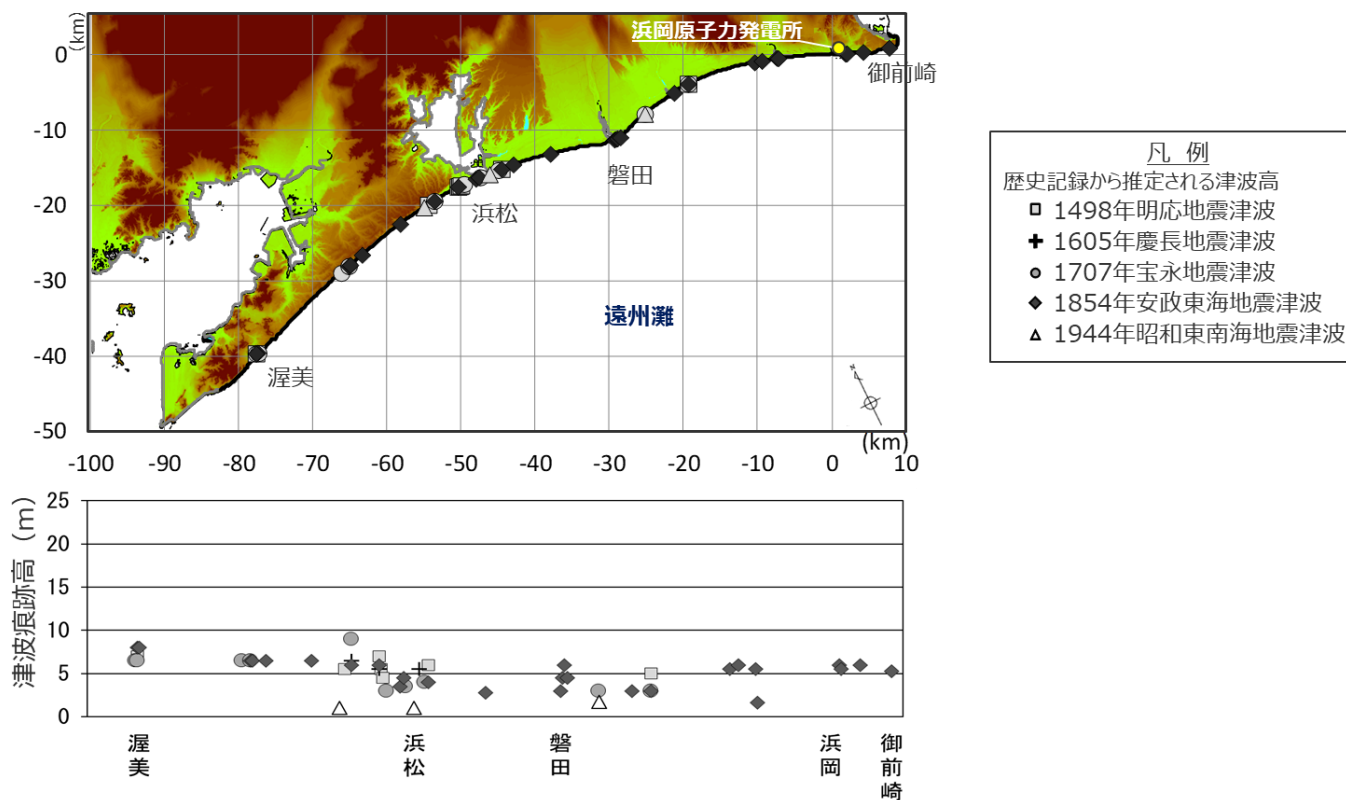 (km)
0
-10
-20
-30
-40
-50
浜岡原子力発電所
御前崎
磐田
浜松
遠州灘
渥美
(km)
-100 -90 -80 -70 -60 -50 -40 -30 -20 -10 0 10
凡 例
歴史記録から推定される津波高
1498年明応地震津波
1605年慶長地震津波
1707年宝永地震津波
1854年安政東海地震津波
1944年昭和東南海地震津波
津波痕跡高 (m)
25
20
15
10
5
0
渥美
浜松
磐田
浜岡
御前崎